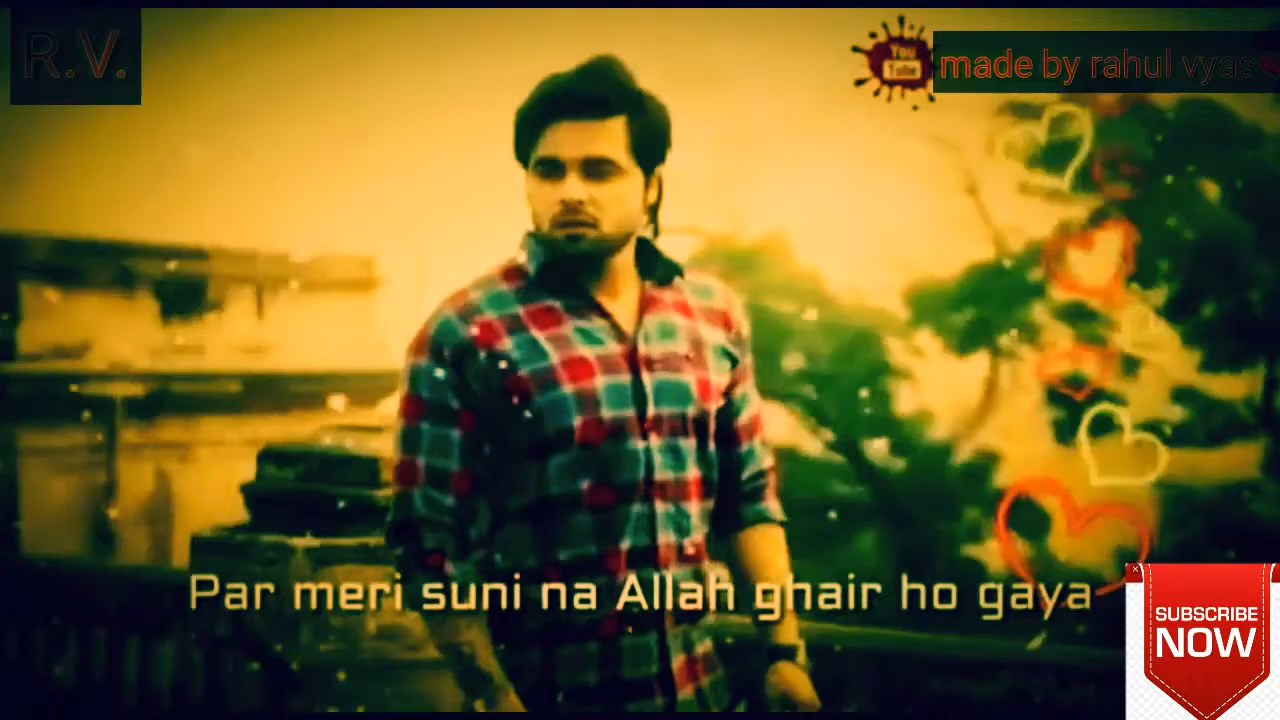 R.V.
You
Tube
made by rahul vyas
Par meri suni na Allah ghair ho gaya
SUBSCRIBE
NOW